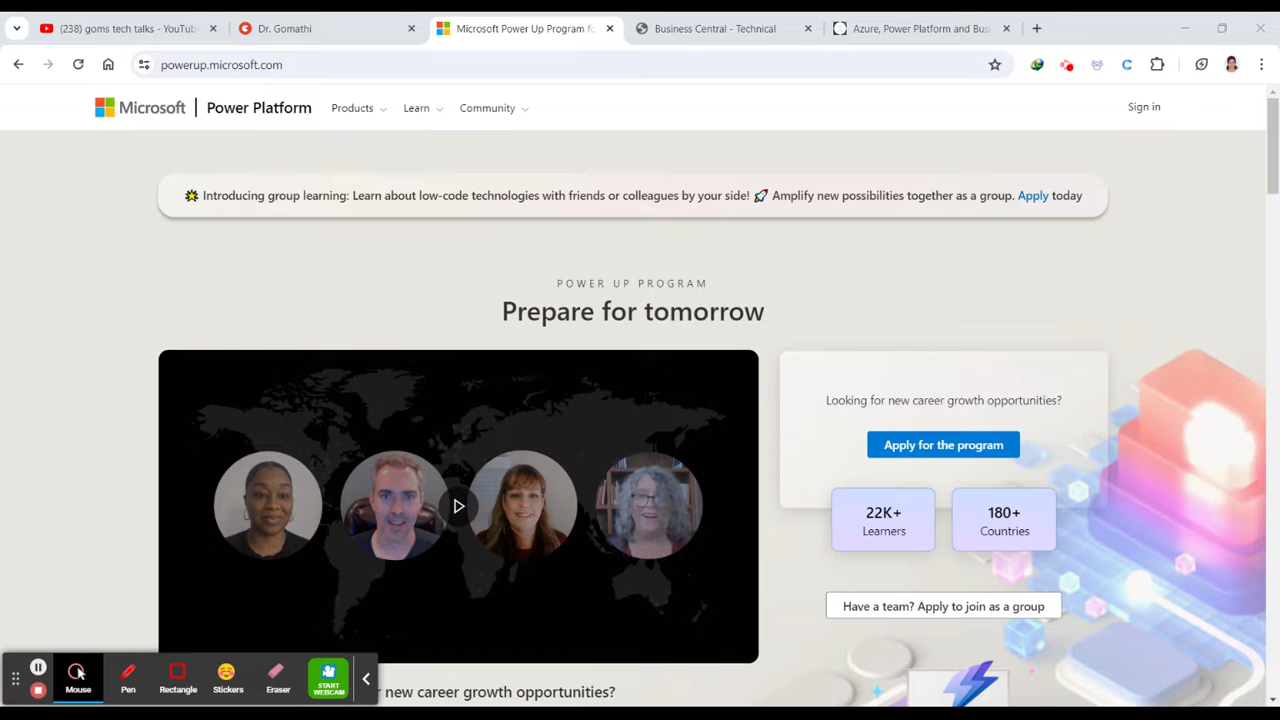 (238) goms tech talks - YouTub
Dr. Gomathi
Microsoft Power Up Program fo
Business Central - Technical
Azure, Power Platform and Busi
powerup.microsoft.com
Microsoft
Power Platform
Products
Learn
Community
Sign in
Introducing group learning: Learn about low-code technologies with friends or colleagues by your side! 🚀 Amplify new possibilities together as a group. Apply today
POWER UP PROGRAM
Prepare for tomorrow
Looking for new career growth opportunities?
Apply for the program
22K+
Learners
180+
Countries
Have a team? Apply to join as a group
new career growth opportunities?
Mouse
Pen
Rectangle
Stickers
Eraser
START
WEBCAM